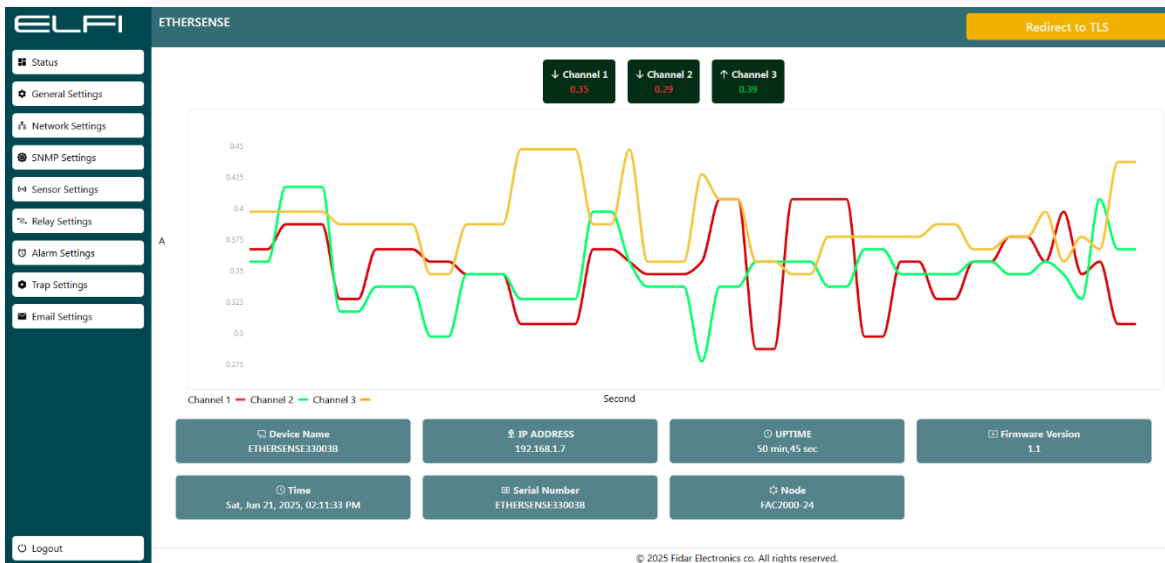 ELFI
ETHERSENSE
Redirect to TLS
Status
General Settings
Network Settings
SNMP Settings
Sensor Settings
Relay Settings
Alarm Settings
Trap Settings
Email Settings
Logout
↓ Channel 1
0.35
↓ Channel 2
0.29
↑ Channel 3
0.39
0.45
0.425
0.4
0.375
0.35
0.325
0.3
0.275
A
Second
Channel 1 Channel 2 Channel 3
Device Name
ETHERSENSE33003B
IP ADDRESS
192.168.1.7
UPTIME
50 min,45 sec
Firmware Version
1.1
Time
Sat, Jun 21, 2025, 02:11:33 PM
Serial Number
ETHERSENSE33003B
Node
FAC2000-24
© 2025 Fidar Electronics co. All rights reserved.